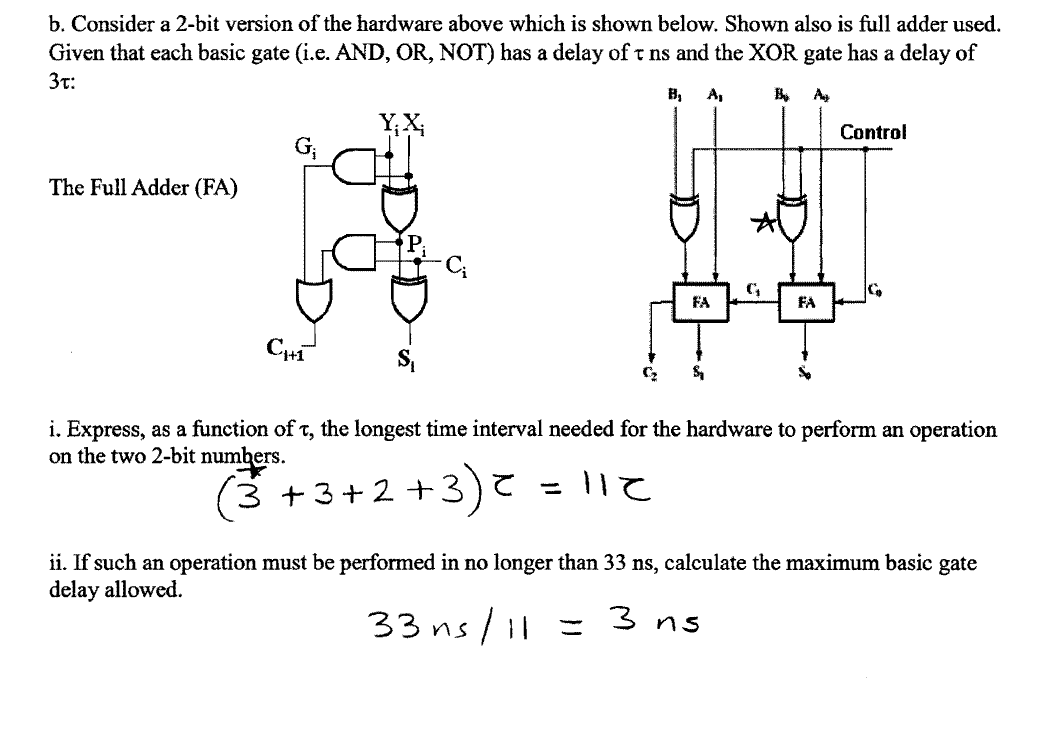 b. Consider a 2-bit version of the hardware above which is shown below. Shown also is full adder used.
Given that each basic gate (i.e. AND, OR, NOT) has a delay of τ ns and the XOR gate has a delay of
3τ:
B₁ A₁ B₀ A₀
Yᵢ Xᵢ
Control
Gᵢ
The Full Adder (FA)
Pᵢ
Cᵢ
C₁ C₀
FA FA
Cᵢ₊₁ Sᵢ
C₂ S₁ S₀
i. Express, as a function of τ, the longest time interval needed for the hardware to perform an operation
on the two 2-bit numbers.
(3 + 3 + 2 + 3) τ = 11 τ
ii. If such an operation must be performed in no longer than 33 ns, calculate the maximum basic gate
delay allowed.
33 ns / 11 = 3 ns